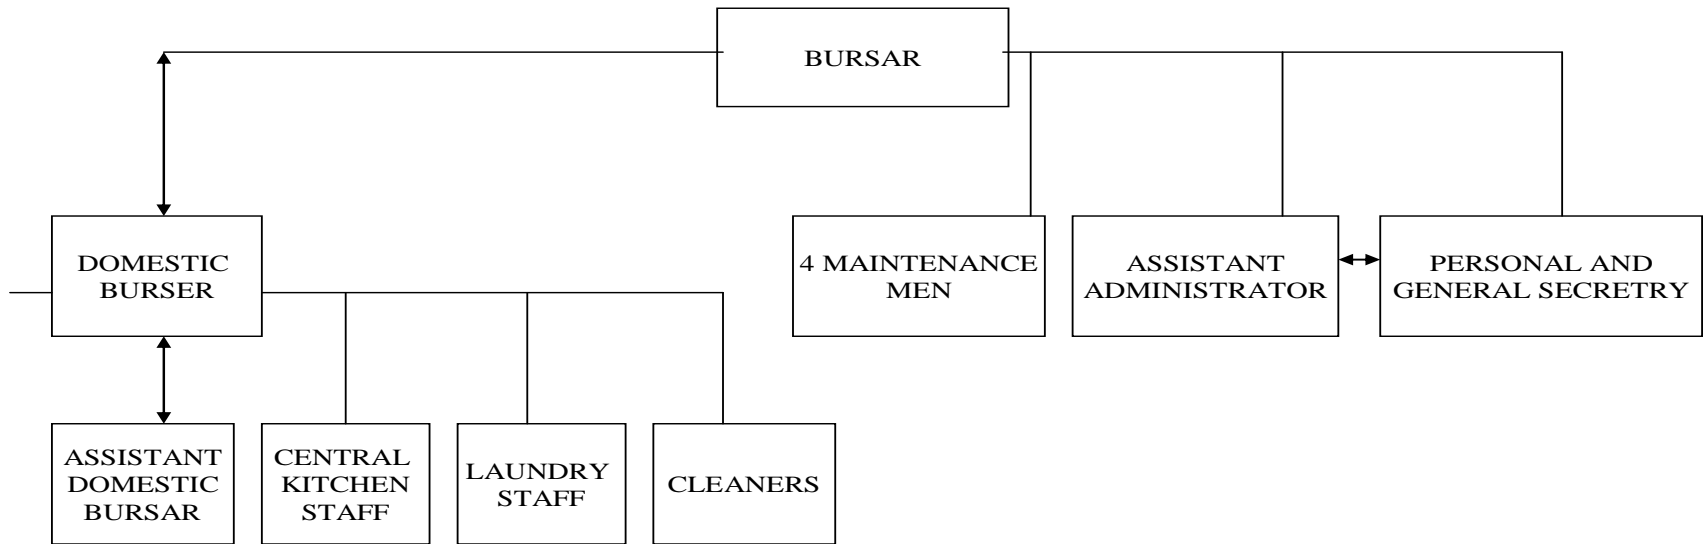 BURSAR
DOMESTIC
BURSER
4 MAINTENANCE
MEN
ASSISTANT
ADMINISTRATOR
PERSONAL AND
GENERAL SECRETRY
ASSISTANT
DOMESTIC
BURSAR
CENTRAL
KITCHEN
STAFF
LAUNDRY
STAFF
CLEANERS